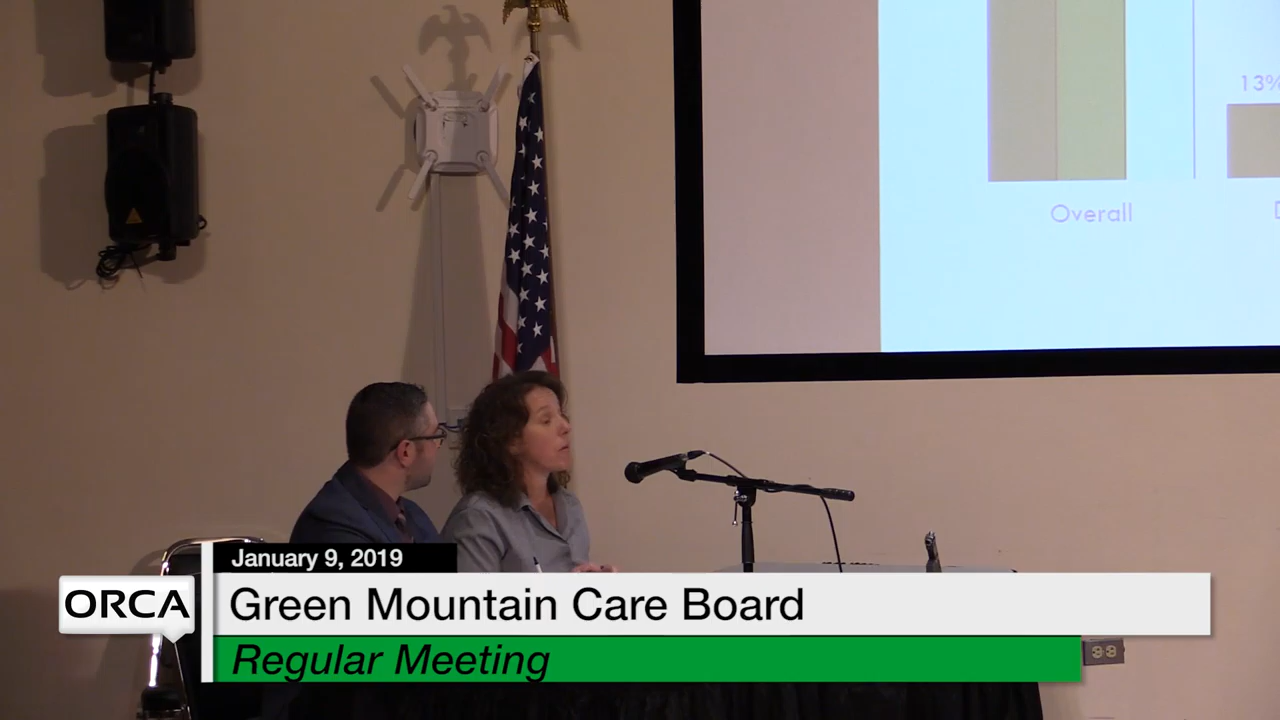 13%
Overall
January 9, 2019
ORCA
Green Mountain Care Board
Regular Meeting